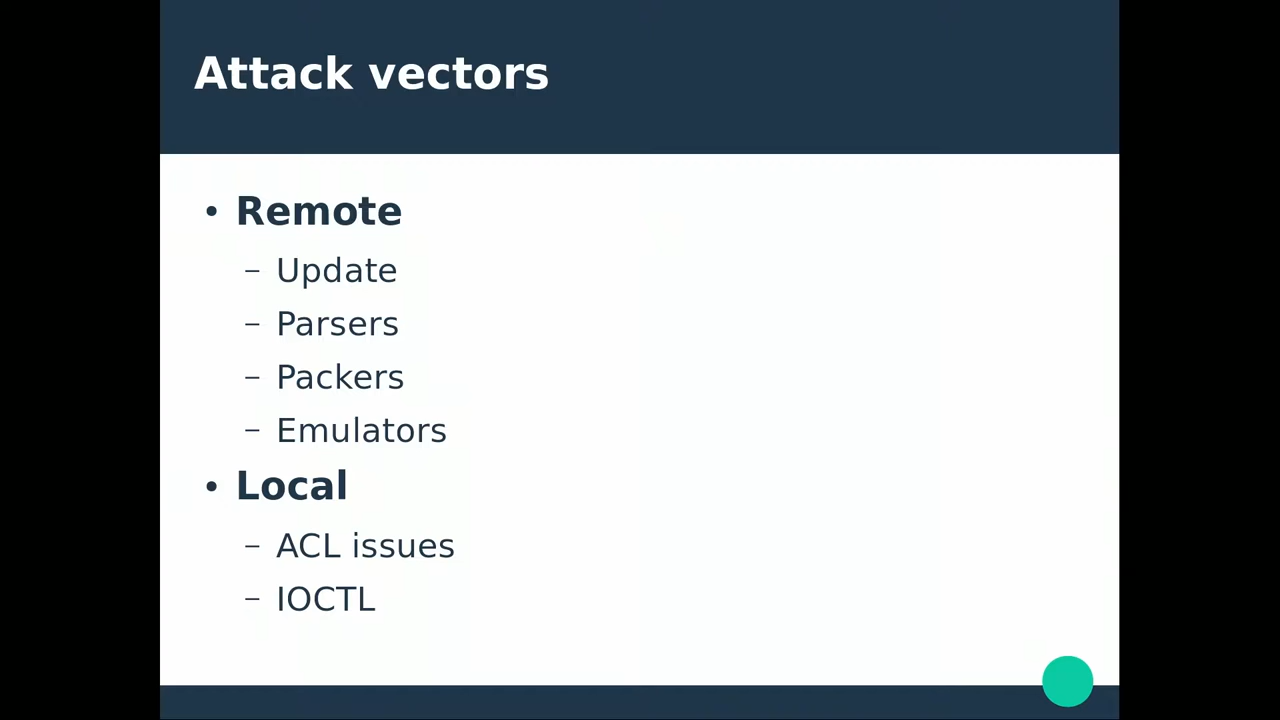 Attack vectors
• Remote
– Update
– Parsers
– Packers
– Emulators
• Local
– ACL issues
– IOCTL